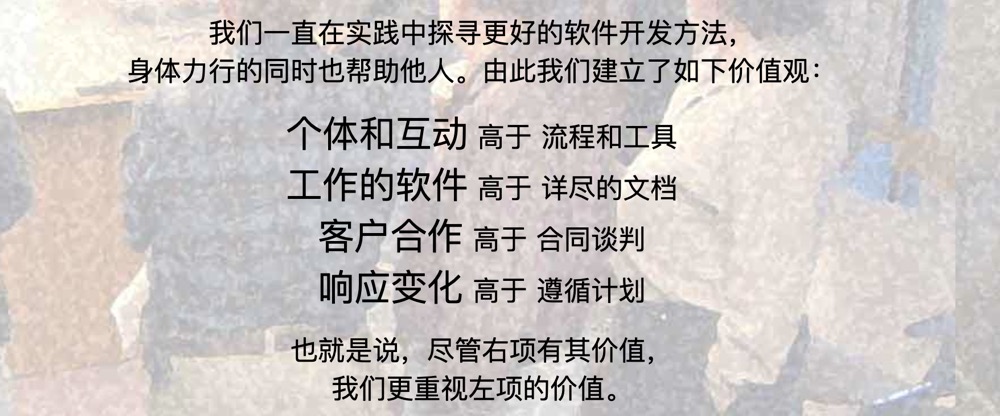 我们一直在实践中探寻更好的软件开发方法，
身体力行的同时也帮助他人。由此我们建立了如下价值观：
个体和互动 高于 流程和工具
工作的软件 高于 详尽的文档
客户合作 高于 合同谈判
响应变化 高于 遵循计划
也就是说，尽管右项有其价值，
我们更重视左项的价值。